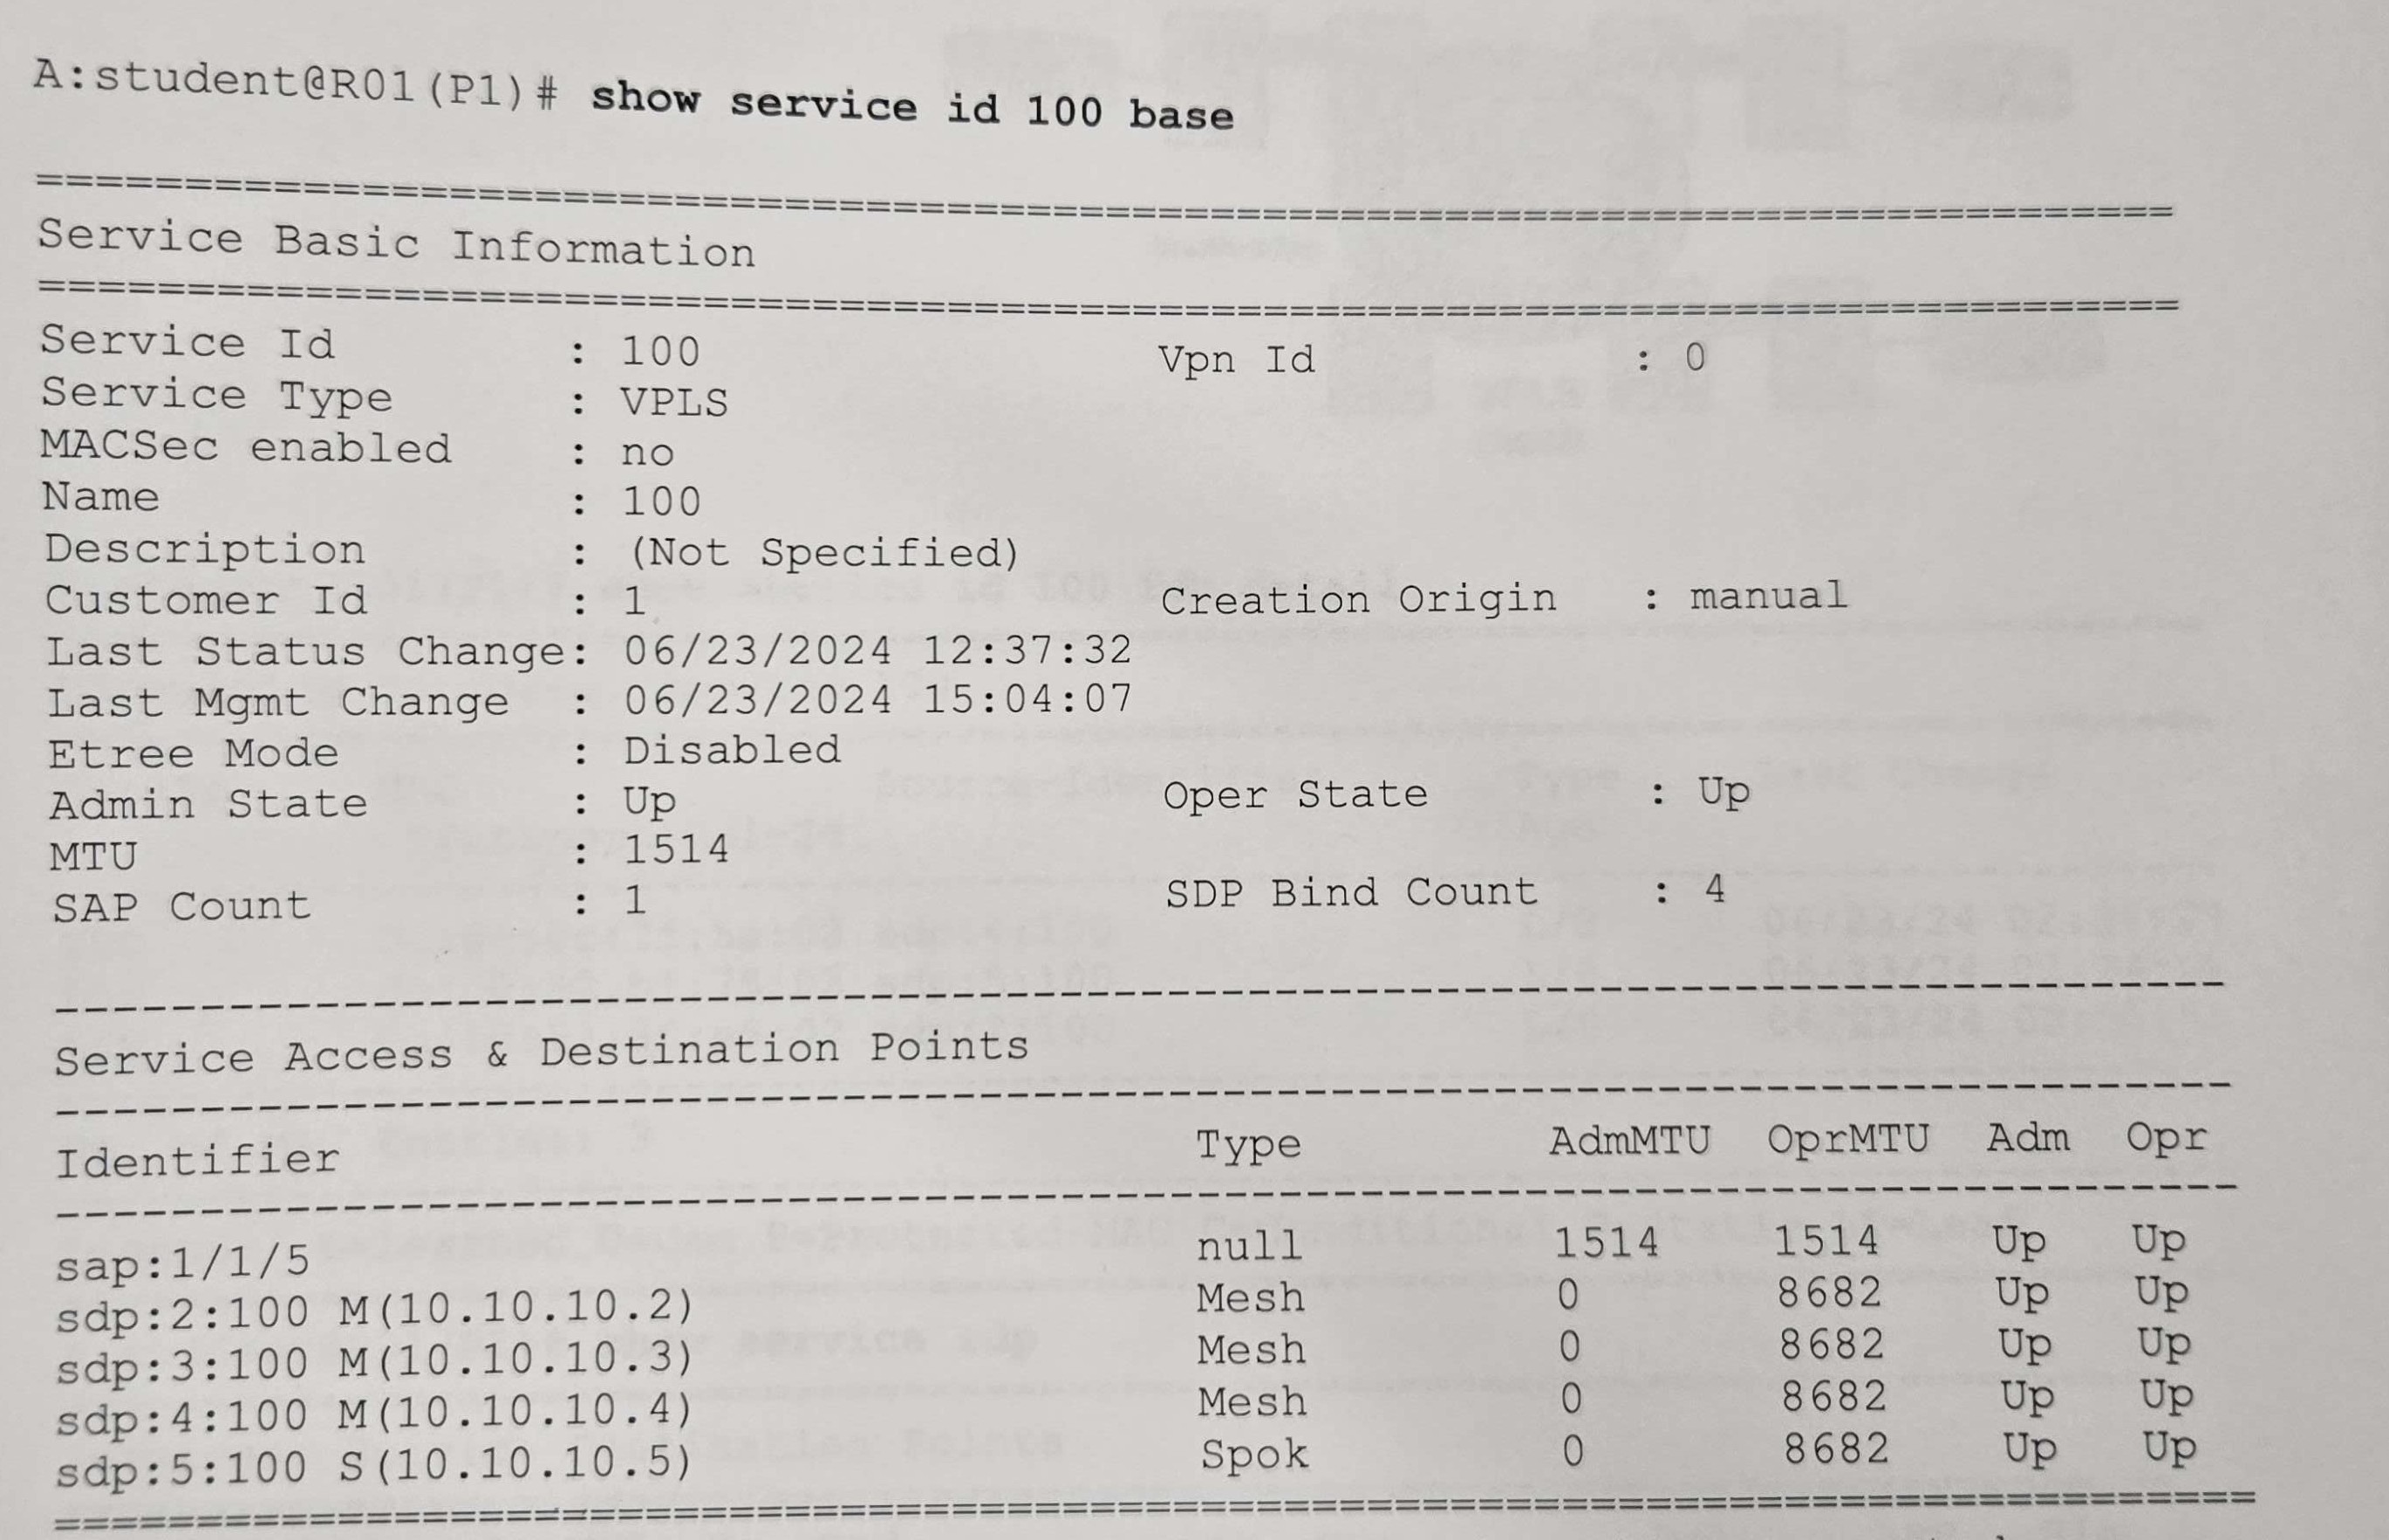 A:student@R01(P1)# show service id 100 base
===============================================================================
Service Basic Information
===============================================================================
Service Id        : 100                 Vpn Id            : 0
Service Type      : VPLS
MACSec enabled    : no
Name              : 100
Description       : (Not Specified)
Customer Id       : 1                   Creation Origin   : manual
Last Status Change: 06/23/2024 12:37:32
Last Mgmt Change  : 06/23/2024 15:04:07
Etree Mode        : Disabled
Admin State       : Up                  Oper State        : Up
MTU               : 1514
SAP Count         : 1                   SDP Bind Count    : 4
-------------------------------------------------------------------------------
Service Access & Destination Points
-------------------------------------------------------------------------------
Identifier                               Type         AdmMTU  OprMTU  Adm  Opr
-------------------------------------------------------------------------------
sap:1/1/5                                null         1514    1514    Up   Up
sdp:2:100 M(10.10.10.2)                  Mesh         0       8682    Up   Up
sdp:3:100 M(10.10.10.3)                  Mesh         0       8682    Up   Up
sdp:4:100 M(10.10.10.4)                  Mesh         0       8682    Up   Up
sdp:5:100 S(10.10.10.5)                  Spok         0       8682    Up   Up
===============================================================================